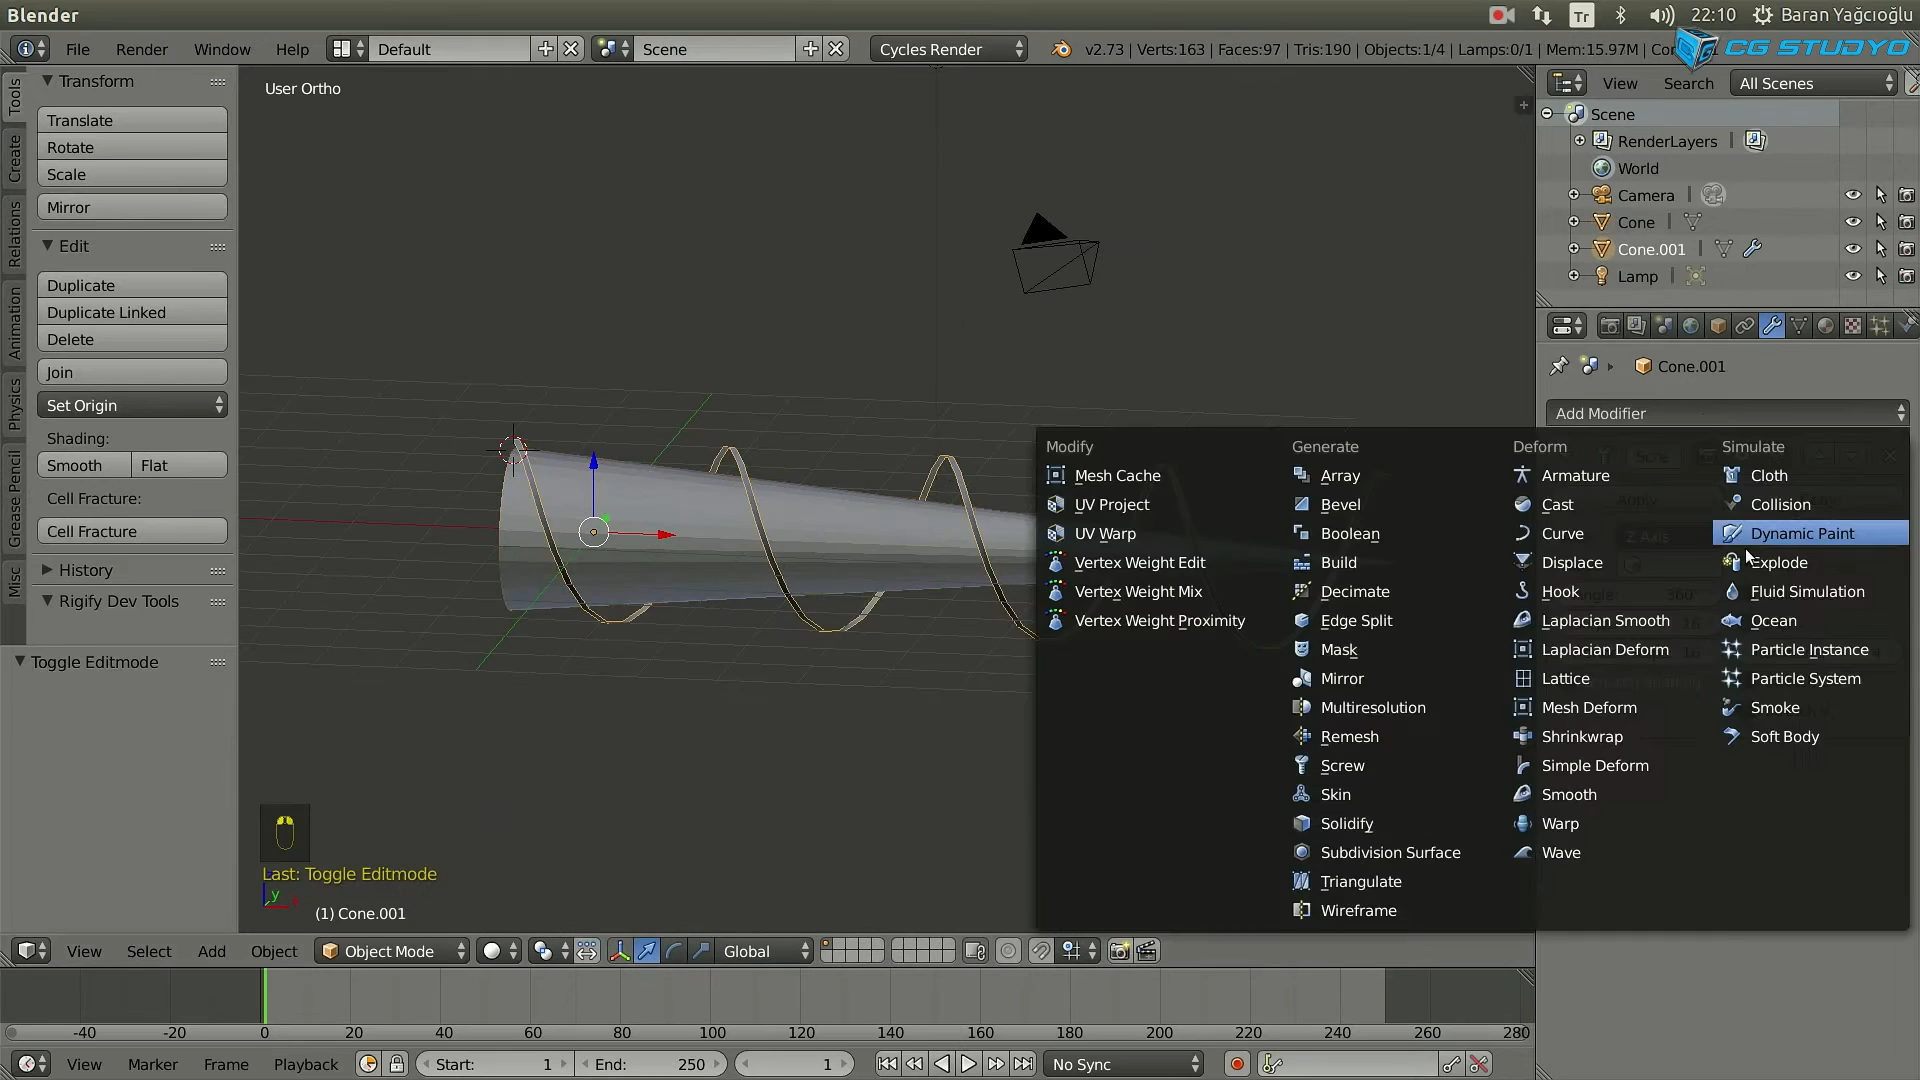 Blender
Tr
22:10
Baran Yağcıoğlu
File
Render
Window
Help
Default
Scene
Cycles Render
v2.73 | Verts:163 | Faces:97 | Tris:190 | Objects:1/4 | Lamps:0/1 | Mem:15.97M | Co
CG STUDYO
Tools
Create
Relations
Animation
Physics
Grease Pencil
Misc
Transform
Translate
Rotate
Scale
Mirror
Edit
Duplicate
Duplicate Linked
Delete
Join
Set Origin
Shading:
Smooth
Flat
Cell Fracture:
Cell Fracture
History
Rigify Dev Tools
Toggle Editmode
User Ortho
Last: Toggle Editmode
y
(1) Cone.001
View
Search
All Scenes
Scene
RenderLayers
World
Camera
Cone
Cone.001
Lamp
Cone.001
Add Modifier
Modify
Mesh Cache
UV Project
UV Warp
Vertex Weight Edit
Vertex Weight Mix
Vertex Weight Proximity
Generate
Array
Bevel
Boolean
Build
Decimate
Edge Split
Mask
Mirror
Multiresolution
Remesh
Screw
Skin
Solidify
Subdivision Surface
Triangulate
Wireframe
Deform
Armature
Cast
Curve
Displace
Hook
Laplacian Smooth
Laplacian Deform
Lattice
Mesh Deform
Shrinkwrap
Simple Deform
Smooth
Warp
Wave
Simulate
Cloth
Collision
Dynamic Paint
Explode
Fluid Simulation
Ocean
Particle Instance
Particle System
Smoke
Soft Body
View
Select
Add
Object
Object Mode
Global
-40 -20 0 20 40 60 80 100 120 140 160 180 200 220 240 260 280
View
Marker
Frame
Playback
Start: 1
End: 250
1
No Sync